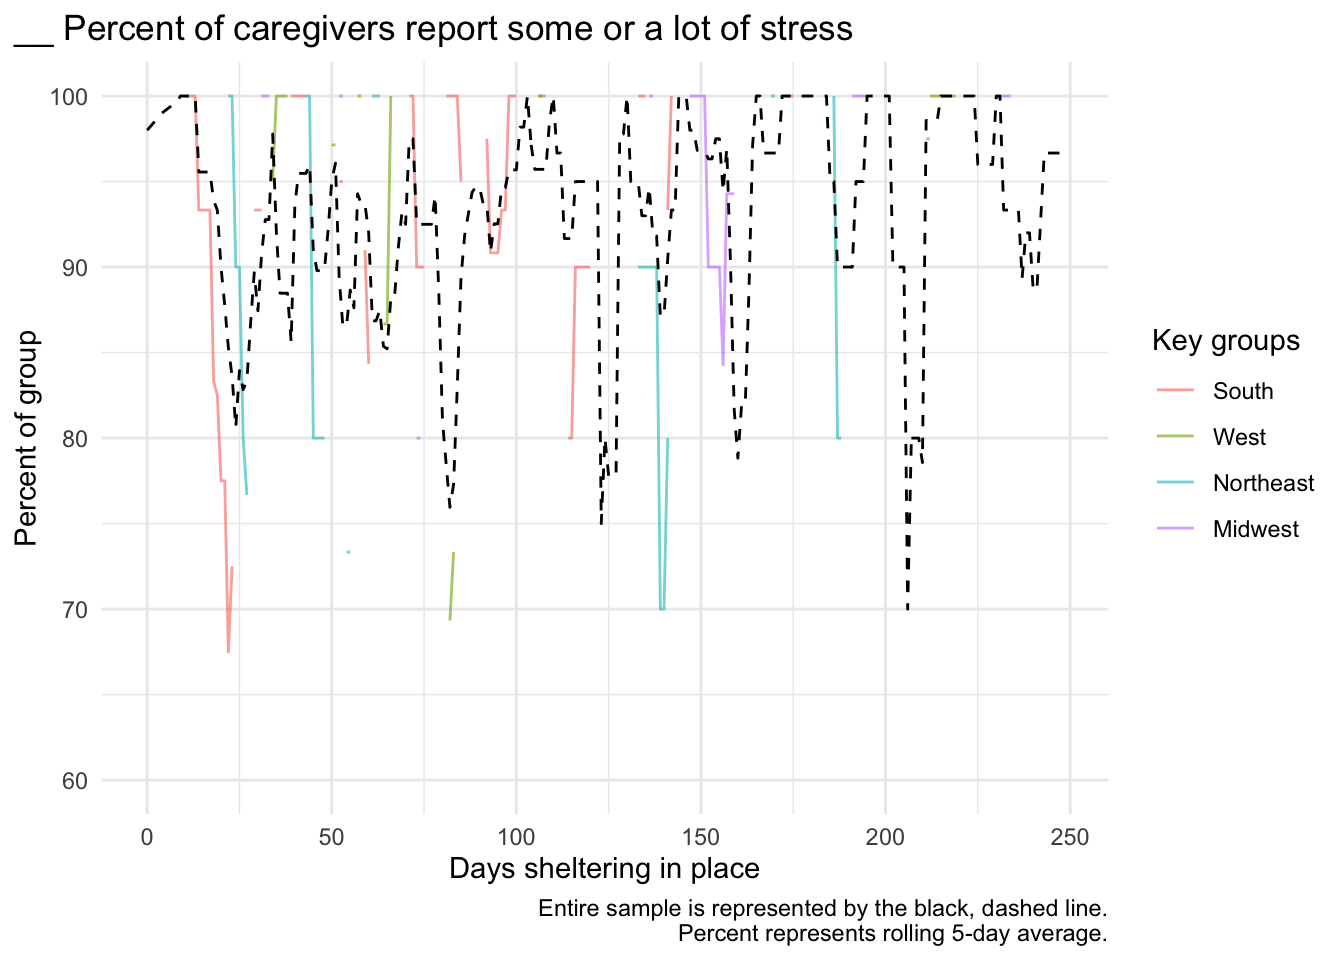 __ Percent of caregivers report some or a lot of stress
100
90
80
70
60
Percent of group
0 50 100 150 200 250
Days sheltering in place
Key groups
South
West
Northeast
Midwest
Entire sample is represented by the black, dashed line.
Percent represents rolling 5-day average.